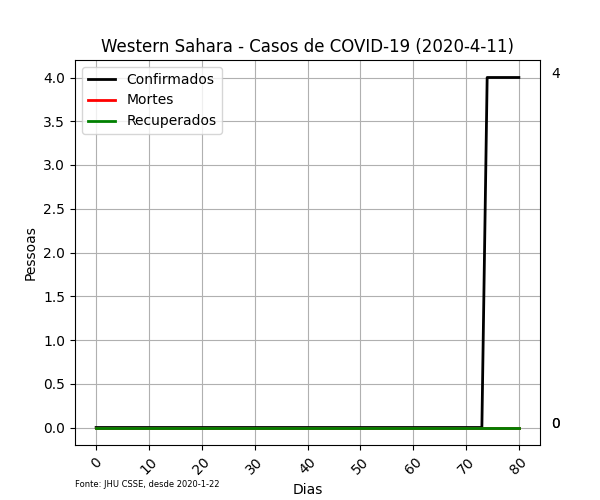 Western Sahara - Casos de COVID-19 (2020-4-11)
Confirmados
Mortes
Recuperados
4.0
3.5
3.0
2.5
2.0
1.5
1.0
0.5
0.0
Pessoas
4
0
0 10 20 30 40 50 60 70 80
Dias
Fonte: JHU CSSE, desde 2020-1-22